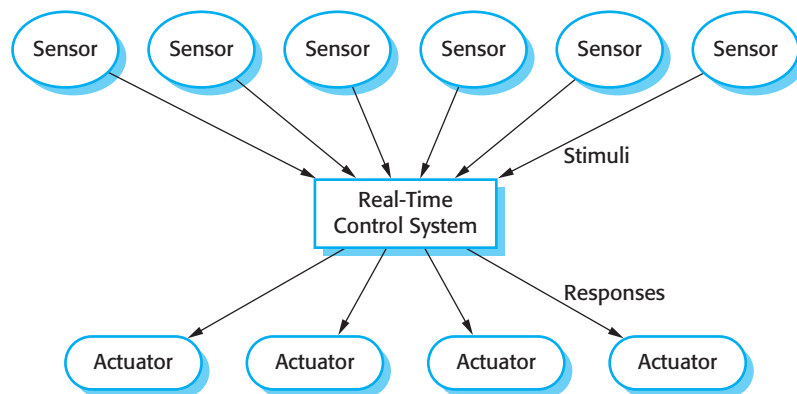 Sensor
Sensor
Sensor
Sensor
Sensor
Sensor
Stimuli
Real-Time
Control System
Responses
Actuator
Actuator
Actuator
Actuator